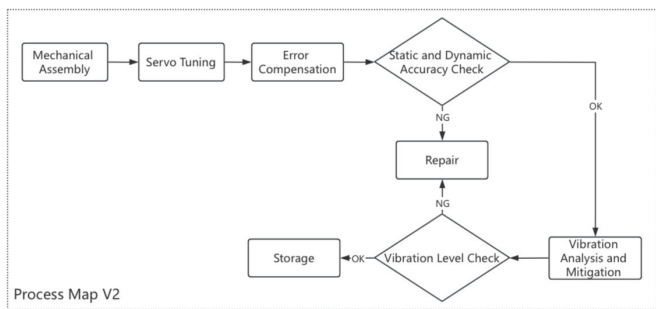 Mechanical
Assembly
Servo Tuning
Error
Compensation
Static and Dynamic
Accuracy Check
OK
NG
Repair
NG
Storage
OK
Vibration Level Check
Vibration
Analysis and
Mitigation
Process Map V2